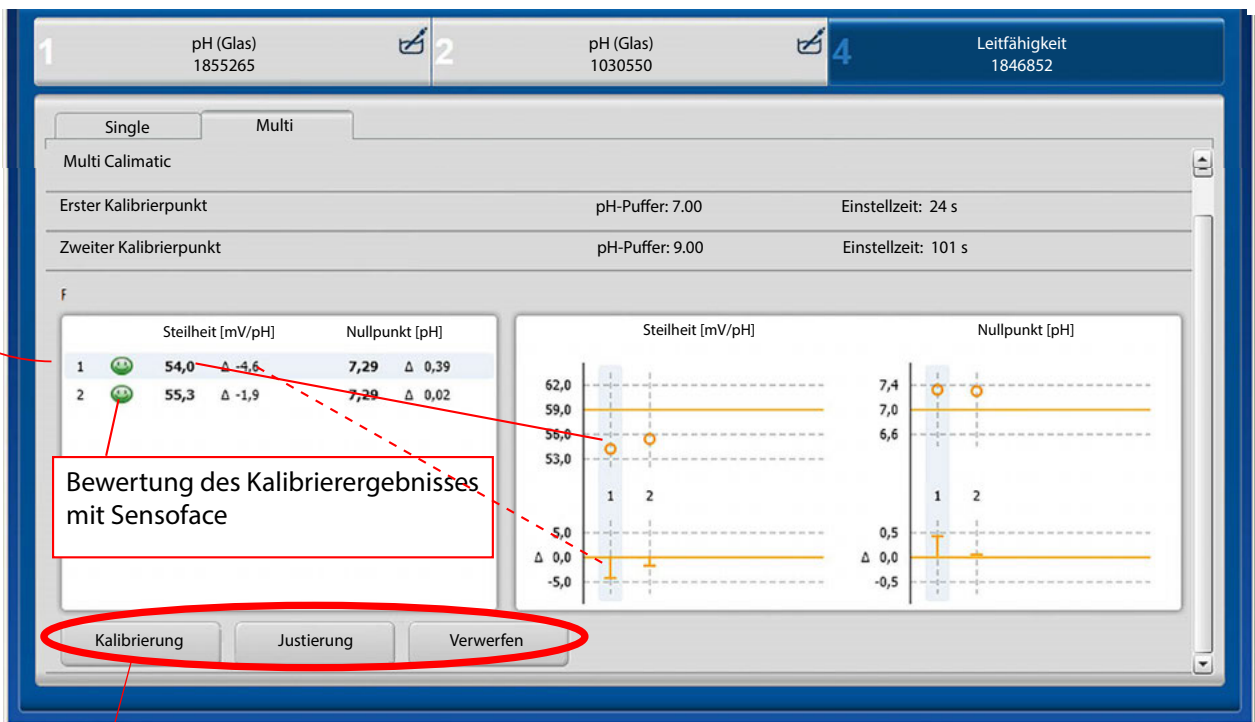 1 pH (Glas) 2 pH (Glas) 4 Leitfähigkeit
1855265 1030550 1846852
Single Multi
Multi Calimatic
Erster Kalibrierpunkt pH-Puffer: 7.00 Einstellzeit: 24 s
Zweiter Kalibrierpunkt pH-Puffer: 9.00 Einstellzeit: 101 s
Steilheit [mV/pH] Nullpunkt [pH]
1 54,0 Δ -4,6 7,29 Δ 0,39
2 55,3 Δ -1,9 7,29 Δ 0,02
Bewertung des Kalibrierergebnisses
mit Sensoface
Steilheit [mV/pH]
62,0
59,0
56,0
53,0
1 2
5,0
Δ 0,0
-5,0
Nullpunkt [pH]
7,4
7,0
6,6
1 2
0,5
Δ 0,0
-0,5
Kalibrierung Justierung Verwerfen